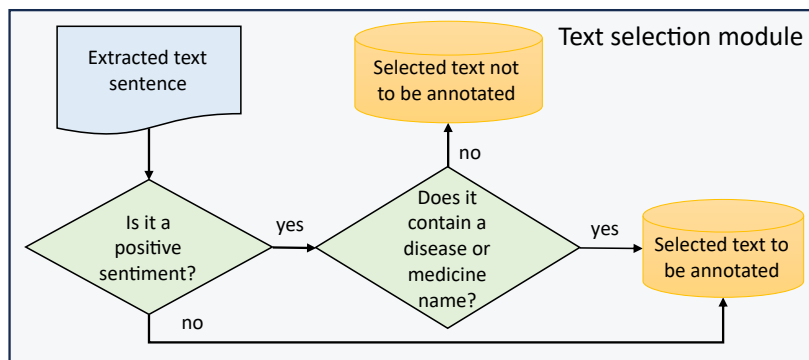 Text selection module
Extracted text
sentence
Selected text not
to be annotated
no
Is it a
positive
sentiment?
yes
Does it
contain a
disease or
medicine
name?
yes
Selected text to
be annotated
no